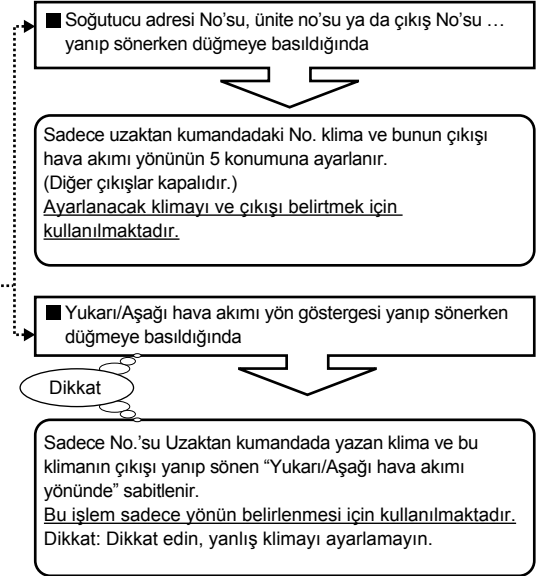 ■ Soğutucu adresi No'su, ünite no'su ya da çıkış No'su …
yanıp sönerken düğmeye basıldığında
Sadece uzaktan kumandadaki No. klima ve bunun çıkışı
hava akımı yönünün 5 konumuna ayarlanır.
(Diğer çıkışlar kapalıdır.)
Ayarlanacak klimayı ve çıkışı belirtmek için
kullanılmaktadır.
■ Yukarı/Aşağı hava akımı yön göstergesi yanıp sönerken
düğmeye basıldığında
Dikkat
Sadece No.'su Uzaktan kumandada yazan klima ve bu
klimanın çıkışı yanıp sönen “Yukarı/Aşağı hava akımı
yönünde” sabitlenir.
Bu işlem sadece yönün belirlenmesi için kullanılmaktadır.
Dikkat: Dikkat edin, yanlış klimayı ayarlamayın.